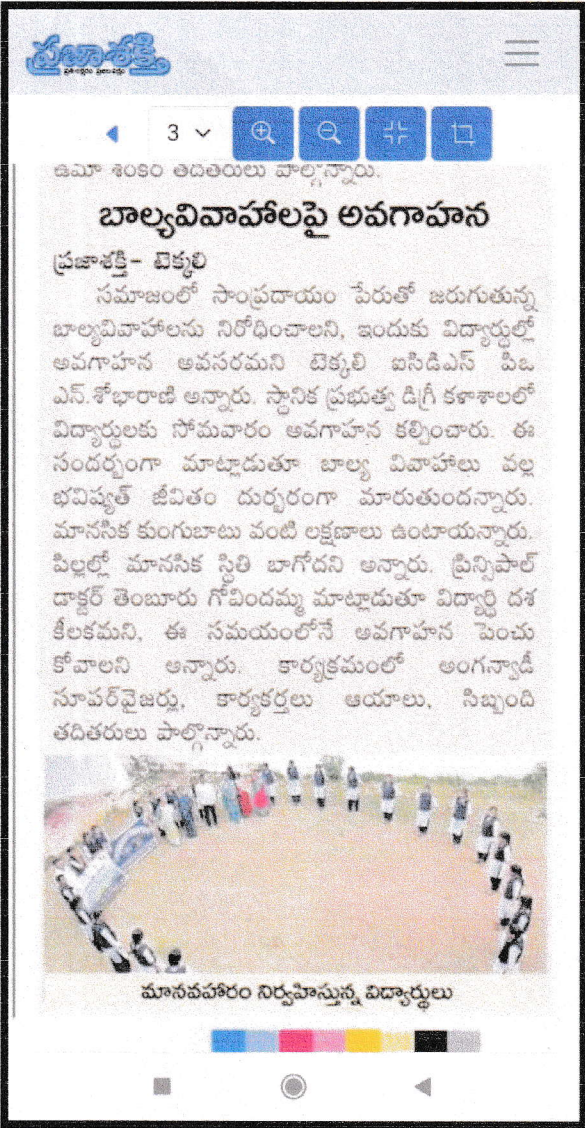 ప్రజాశక్తి
3
ఉమా శంకం తదితరులు పాల్గొన్నారు.
బాల్యవివాహాలపై అవగాహన
ప్రజాశక్తి– టెక్కలి
సమాజంలో సాంప్రదాయం పేరుతో జరుగుతున్న
బాల్యవివాహాలను నిరోధించాలని, ఇందుకు విద్యార్థుల్లో
అవగాహన అవసరమని టెక్కలి ఐసిడిఎస్ పిఒ
ఎన్.శోభారాణి అన్నారు. స్థానిక ప్రభుత్వ డిగ్రీ కళాశాలలో
విద్యార్థులకు సోమవారం అవగాహన కల్పించారు. ఈ
సందర్భంగా మాట్లాడుతూ బాల్య వివాహాలు వల్ల
భవిష్యత్ జీవితం దుర్భరంగా మారుతుందన్నారు.
మానసిక కుంగుబాటు వంటి లక్షణాలు ఉంటాయన్నారు.
పిల్లల్లో మానసిక స్థితి బాగోదని అన్నారు. ప్రిన్సిపాల్
డాక్టర్ తెంబూరు గోవిందమ్మ మాట్లాడుతూ విద్యార్థి దశ
కీలకమని, ఈ సమయంలోనే అవగాహన పెంచు
కోవాలని అన్నారు. కార్యక్రమంలో అంగన్వాడీ
సూపర్‌వైజర్లు, కార్యకర్తలు ఆయాలు, సిబ్బంది
తదితరులు పాల్గొన్నారు.
మానవహారం నిర్వహిస్తున్న విద్యార్థులు